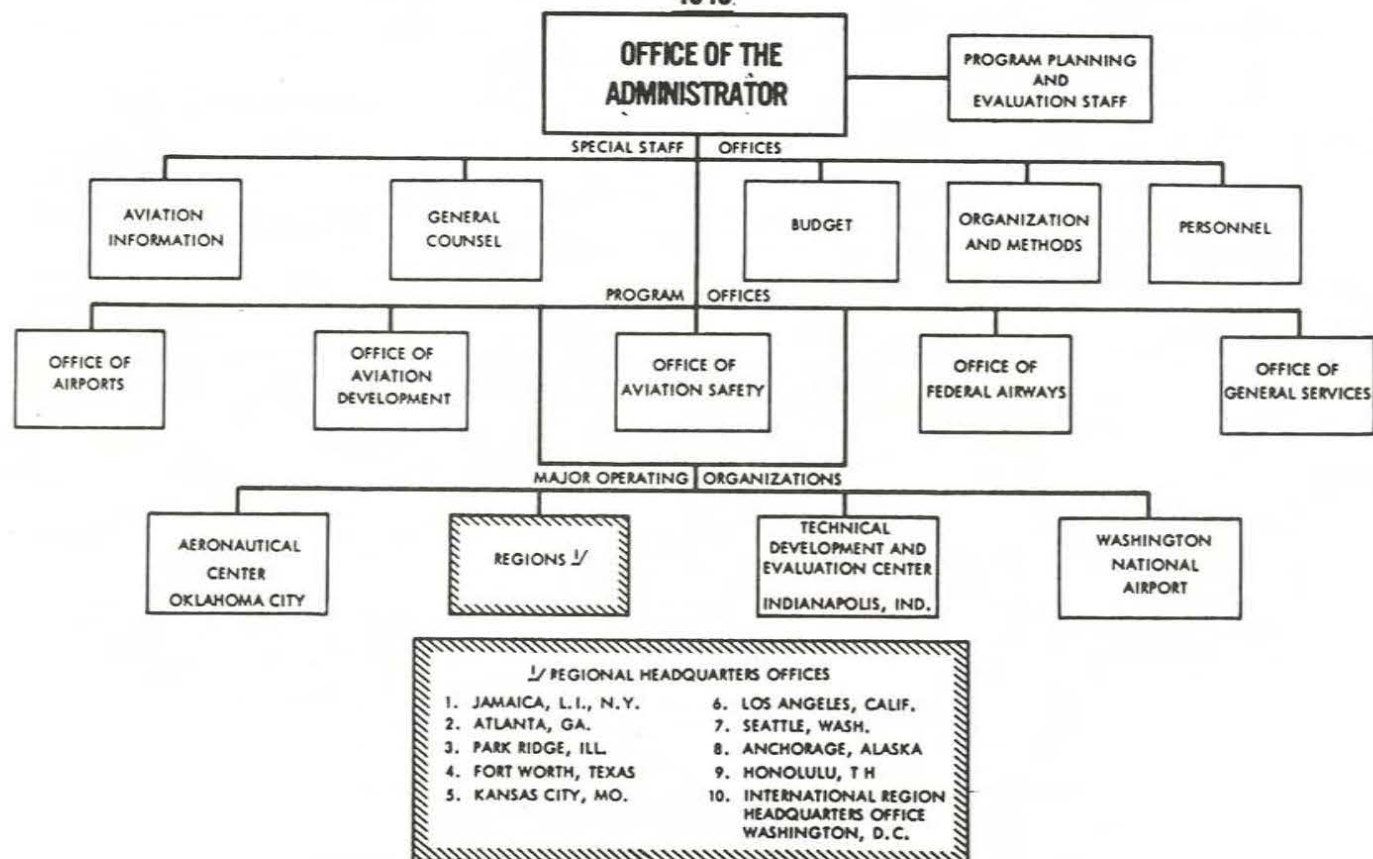 OFFICE OF THE
ADMINISTRATOR
PROGRAM PLANNING
AND
EVALUATION STAFF
SPECIAL STAFF OFFICES
AVIATION
INFORMATION
GENERAL
COUNSEL
BUDGET
ORGANIZATION
AND METHODS
PERSONNEL
PROGRAM OFFICES
OFFICE OF
AIRPORTS
OFFICE OF
AVIATION
DEVELOPMENT
OFFICE OF
AVIATION SAFETY
OFFICE OF
FEDERAL AIRWAYS
OFFICE OF
GENERAL SERVICES
MAJOR OPERATING ORGANIZATIONS
AERONAUTICAL
CENTER
OKLAHOMA CITY
REGIONS 1/
TECHNICAL
DEVELOPMENT AND
EVALUATION CENTER
INDIANAPOLIS, IND.
WASHINGTON
NATIONAL
AIRPORT
1/ REGIONAL HEADQUARTERS OFFICES
1. JAMAICA, L.I., N.Y.
2. ATLANTA, GA.
3. PARK RIDGE, ILL.
4. FORT WORTH, TEXAS
5. KANSAS CITY, MO.
6. LOS ANGELES, CALIF.
7. SEATTLE, WASH.
8. ANCHORAGE, ALASKA
9. HONOLULU, T H
10. INTERNATIONAL REGION
HEADQUARTERS OFFICE
WASHINGTON, D.C.